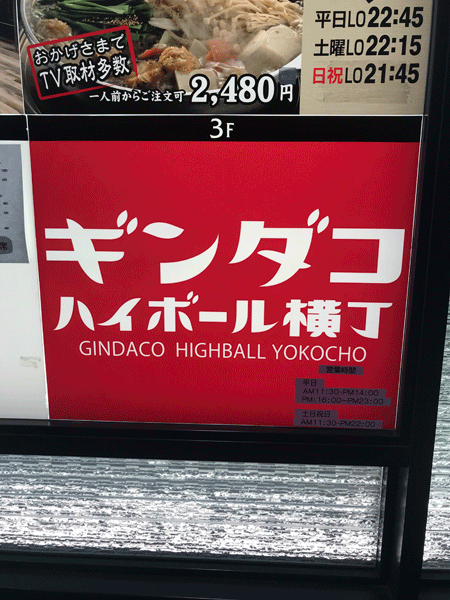 おかげさまで
TV取材多数
一人前からご注文可 2,480円
平日LO22:45
土曜LO22:15
日祝LO21:45
3F
ギンダコ
ハイボール横丁
GINDACO HIGHBALL YOKOCHO
営業時間
平日
AM11:30-PM14:00
PM:16:00-PM23:00
土日祝日
AM11:30-PM22:00
席